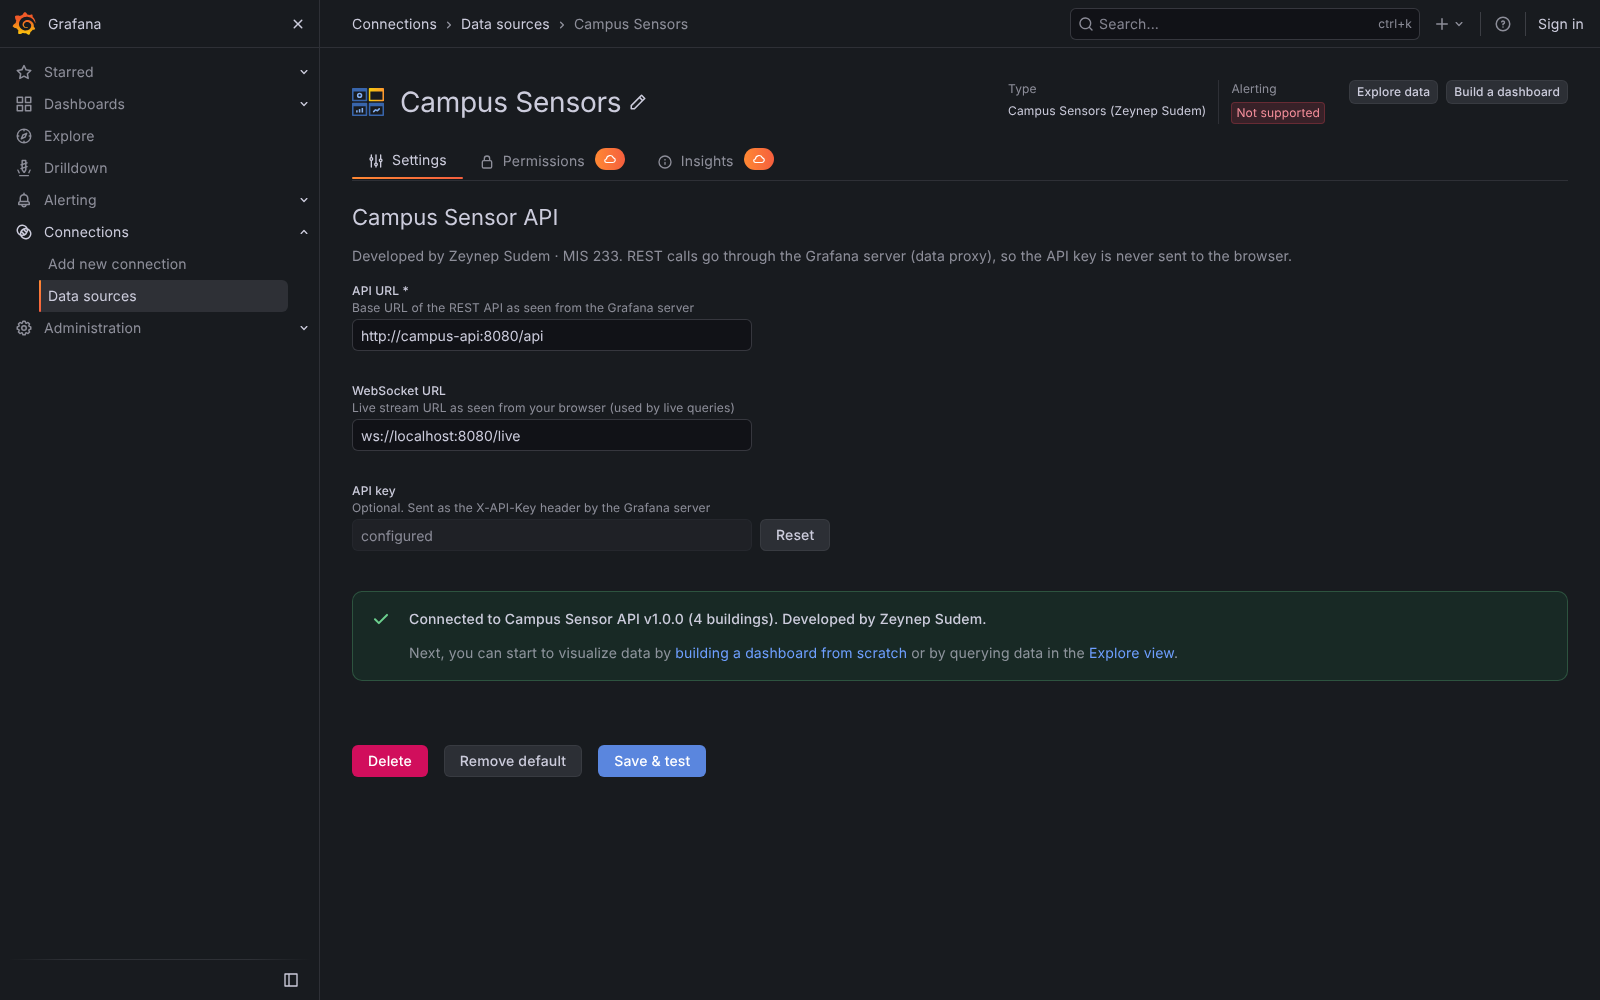 Grafana
Connections › Data sources › Campus Sensors
Search...
ctrl+k
Sign in
Starred
Dashboards
Explore
Drilldown
Alerting
Connections
Add new connection
Data sources
Administration
Campus Sensors
Type
Campus Sensors (Zeynep Sudem)
Alerting
Not supported
Explore data
Build a dashboard
Settings
Permissions
Insights
Campus Sensor API
Developed by Zeynep Sudem · MIS 233. REST calls go through the Grafana server (data proxy), so the API key is never sent to the browser.
API URL *
Base URL of the REST API as seen from the Grafana server
http://campus-api:8080/api
WebSocket URL
Live stream URL as seen from your browser (used by live queries)
ws://localhost:8080/live
API key
Optional. Sent as the X-API-Key header by the Grafana server
configured
Reset
Connected to Campus Sensor API v1.0.0 (4 buildings). Developed by Zeynep Sudem.
Next, you can start to visualize data by building a dashboard from scratch or by querying data in the Explore view.
Delete
Remove default
Save & test